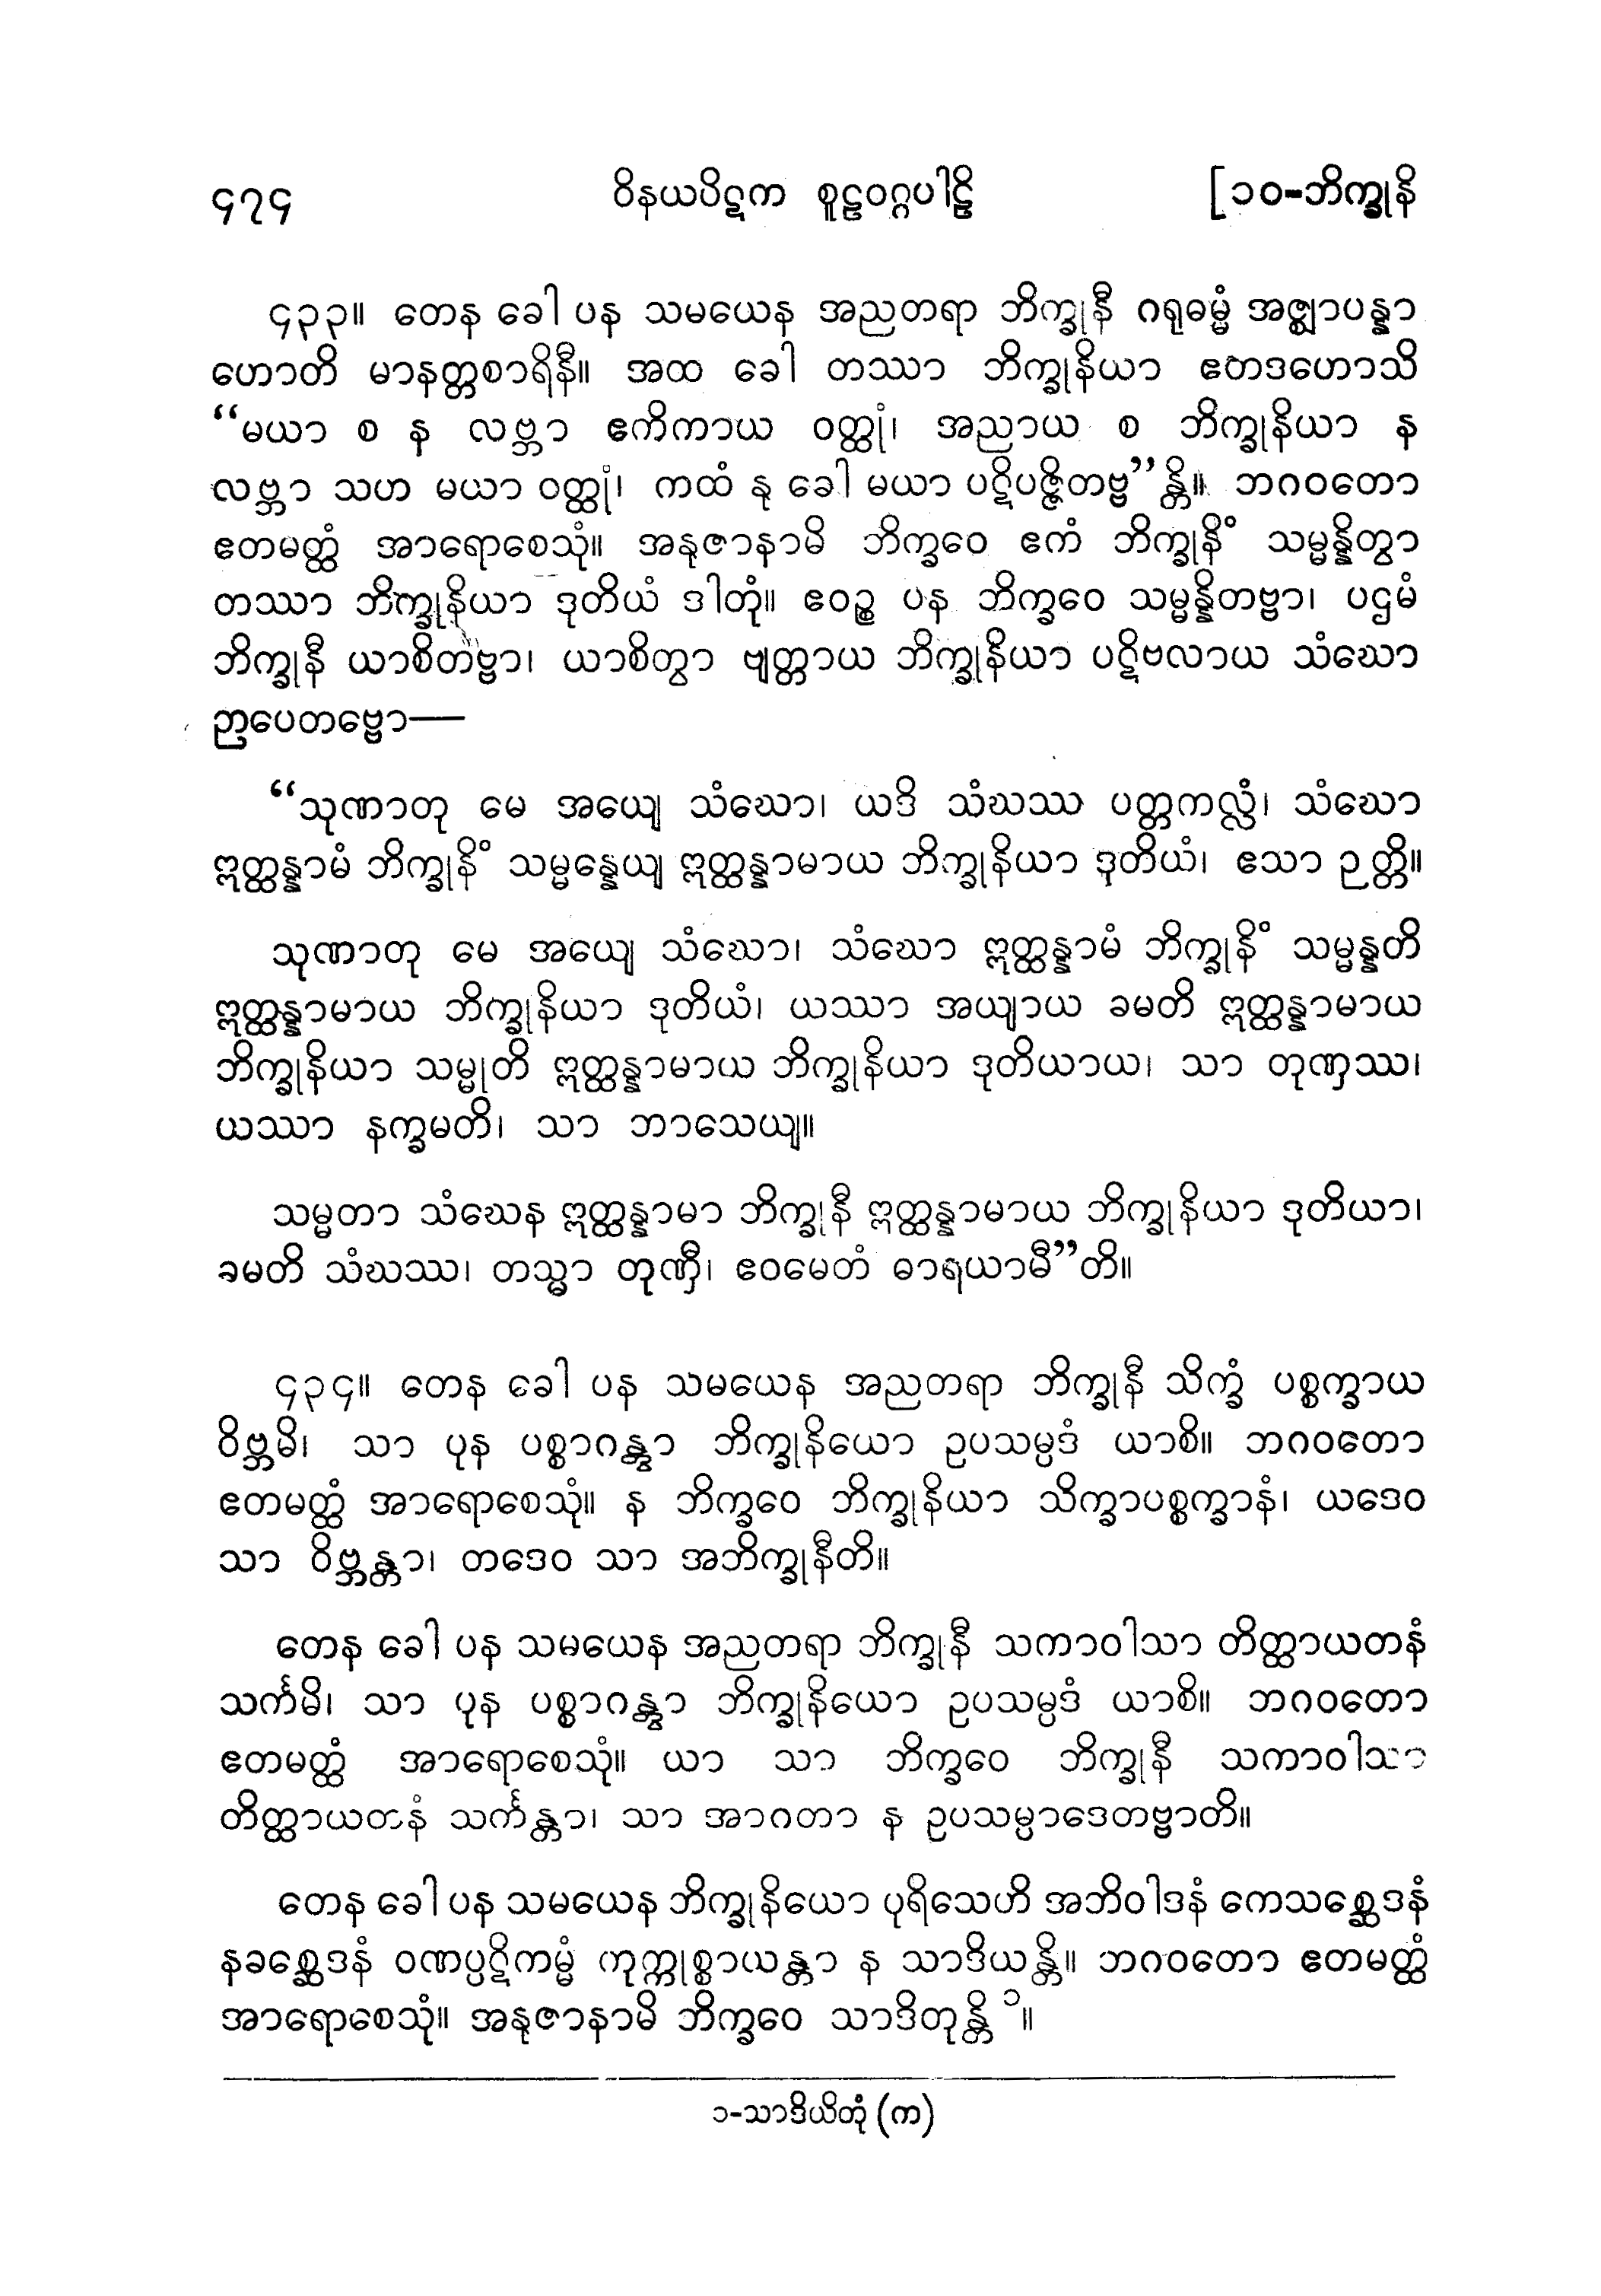 ၄၇၄
ဝိနယပိဋက စူဠဝဂ္ဂပါဠိ
[၁၀-ဘိက္ခုနိ
၄၃၃။ တေန ခေါ ပန သမယေန အညတရာ ဘိက္ခုနီ ဂရုဓမ္မံ အဇ္ဈာပန္နာ
ဟောတိ မာနတ္တစာရိနီ။ အထ ခေါ တဿာ ဘိက္ခုနိယာ ဧတဒဟောသိ
“မယာ စ န လဗ္ဘာ ဧကိကာယ ဝတ္ထုံ၊ အညာယ စ ဘိက္ခုနိယာ န
လဗ္ဘာ သဟ မယာ ဝတ္ထုံ၊ ကထံ နု ခေါ မယာ ပဋိပဇ္ဇိတဗ္ဗ”န္တိ။ ဘဂဝတော
ဧတမတ္ထံ အာရောစေသုံ။ အနုဇာနာမိ ဘိက္ခဝေ ဧကံ ဘိက္ခုနိံ သမ္မန္နိတွာ
တဿာ ဘိက္ခုနိယာ ဒုတိယံ ဒါတုံ။ ဧဝဉ္စ ပန ဘိက္ခဝေ သမ္မန္နိတဗ္ဗာ၊ ပဌမံ
ဘိက္ခုနီ ယာစိတဗ္ဗာ၊ ယာစိတွာ ဗျတ္တာယ ဘိက္ခုနိယာ ပဋိဗလာယ သံဃော
ဉာပေတဗ္ဗော—
“သုဏာတု မေ အယျေ သံဃော၊ ယဒိ သံဃဿ ပတ္တကလ္လံ၊ သံဃော
ဣတ္ထန္နာမံ ဘိက္ခုနိံ သမ္မန္နေယျ ဣတ္ထန္နာမာယ ဘိက္ခုနိယာ ဒုတိယံ၊ ဧသာ ဉတ္တိ။
သုဏာတု မေ အယျေ သံဃော၊ သံဃော ဣတ္ထန္နာမံ ဘိက္ခုနိံ သမ္မန္နတိ
ဣတ္ထန္နာမာယ ဘိက္ခုနိယာ ဒုတိယံ၊ ယဿာ အယျာယ ခမတိ ဣတ္ထန္နာမာယ
ဘိက္ခုနိယာ သမ္မုတိ ဣတ္ထန္နာမာယ ဘိက္ခုနိယာ ဒုတိယာယ၊ သာ တုဏှဿ၊
ယဿာ နက္ခမတိ၊ သာ ဘာသေယျ။
သမ္မတာ သံဃေန ဣတ္ထန္နာမာ ဘိက္ခုနီ ဣတ္ထန္နာမာယ ဘိက္ခုနိယာ ဒုတိယာ၊
ခမတိ သံဃဿ၊ တသ္မာ တုဏှီ၊ ဧဝမေတံ ဓာရယာမီ”တိ။
၄၃၄။ တေန ခေါ ပန သမယေန အညတရာ ဘိက္ခုနီ သိက္ခံ ပစ္စက္ခာယ
ဝိဗ္ဘမိ၊ သာ ပုန ပစ္စာဂန္တွာ ဘိက္ခုနိယော ဥပသမ္ပဒံ ယာစိ။ ဘဂဝတော
ဧတမတ္ထံ အာရောစေသုံ။ န ဘိက္ခဝေ ဘိက္ခုနိယာ သိက္ခာပစ္စက္ခာနံ၊ ယဒေဝ
သာ ဝိဗ္ဘန္တာ၊ တဒေဝ သာ အဘိက္ခုနီတိ။
တေန ခေါ ပန သမယေန အညတရာ ဘိက္ခုနီ သကာဝါသာ တိတ္ထာယတနံ
သင်္ကမိ၊ သာ ပုန ပစ္စာဂန္တွာ ဘိက္ခုနိယော ဥပသမ္ပဒံ ယာစိ။ ဘဂဝတော
ဧတမတ္ထံ အာရောစေသုံ။ ယာ သာ ဘိက္ခဝေ ဘိက္ခုနီ သကာဝါသာ
တိတ္ထာယတနံ သင်္ကန္တာ၊ သာ အာဂတာ န ဥပသမ္ပာဒေတဗ္ဗာတိ။
တေန ခေါ ပန သမယေန ဘိက္ခုနိယော ပုရိသေဟိ အဘိဝါဒနံ ကေသစ္ဆေဒနံ
နခစ္ဆေဒနံ ဝဏပ္ပဋိကမ္မံ ကုက္ကုစ္စာယန္တာ န သာဒိယန္တိ။ ဘဂဝတော ဧတမတ္ထံ
အာရောစေသုံ။ အနုဇာနာမိ ဘိက္ခဝေ သာဒိတုန္တိ ၁။
၁-သာဒိယိတုံ (က)